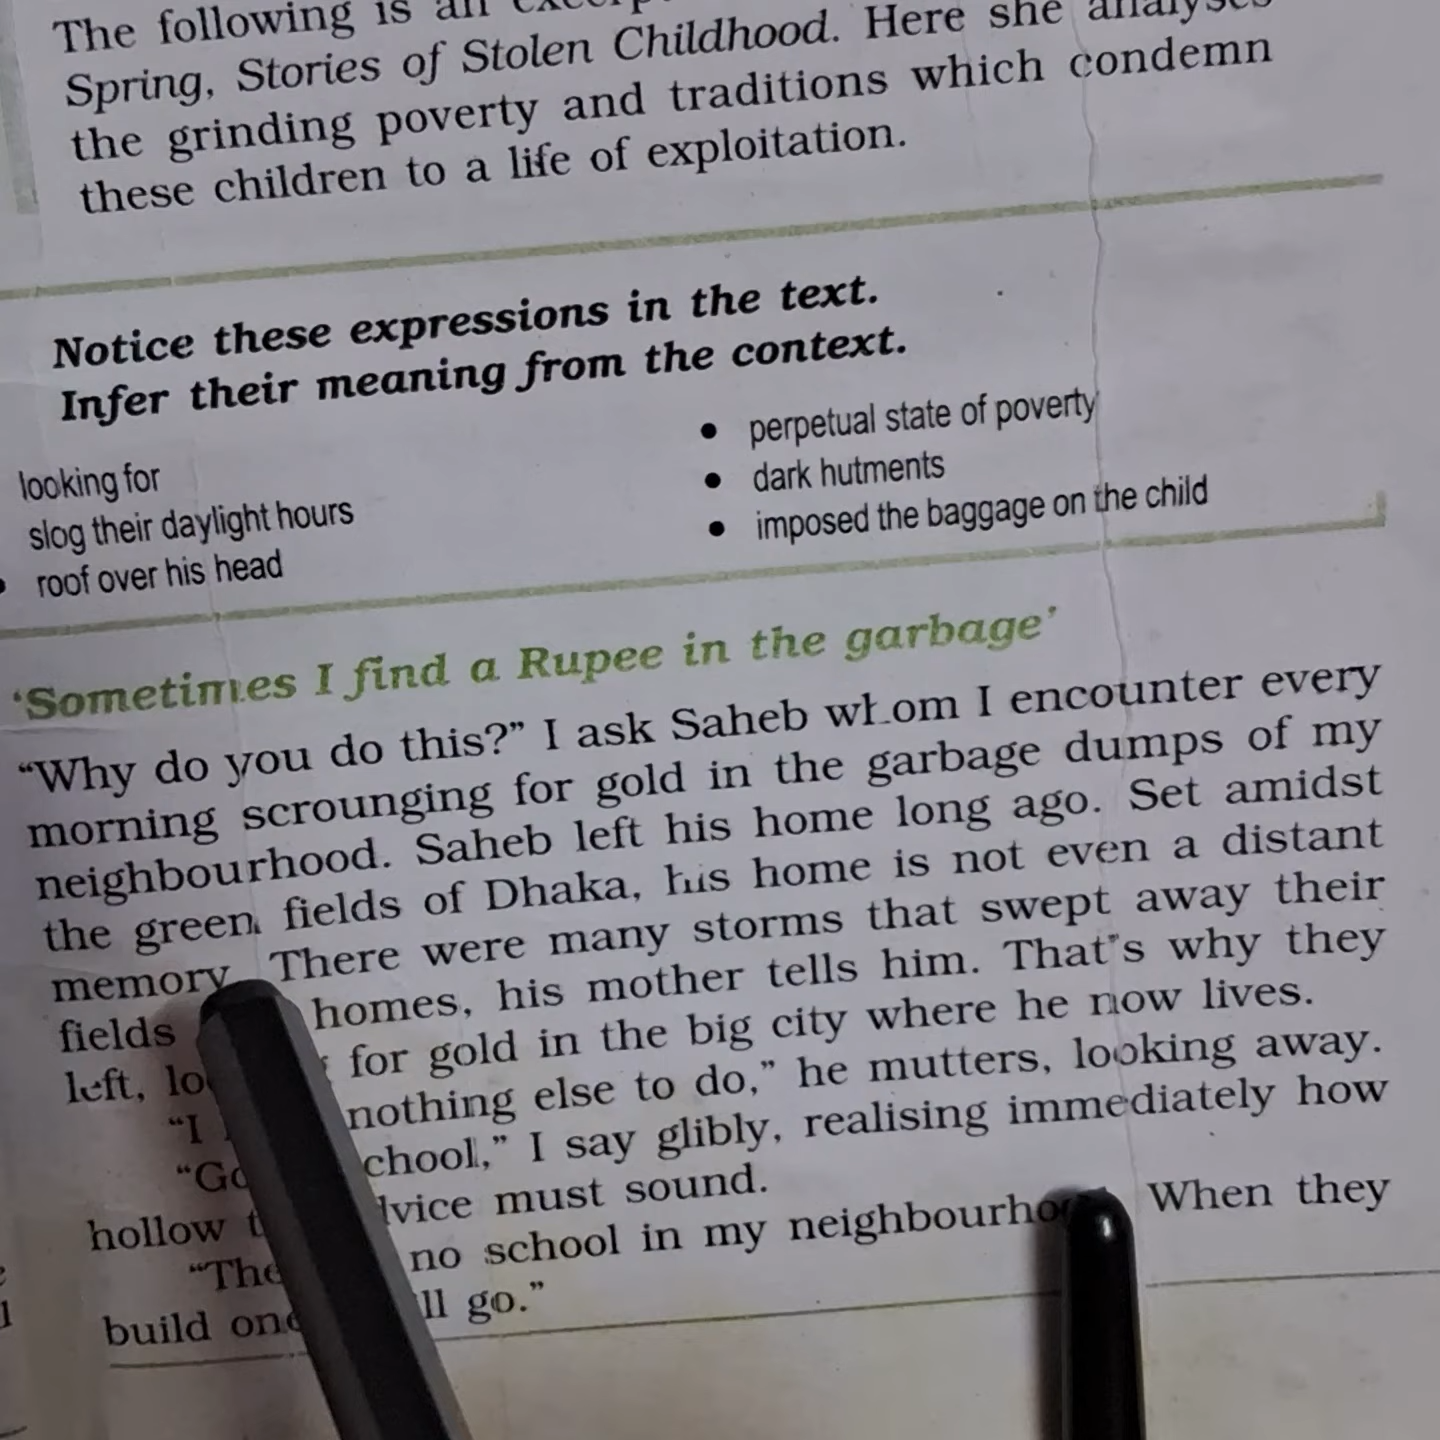 The following is an
Spring, Stories of Stolen Childhood. Here she analyses
the grinding poverty and traditions which condemn
these children to a life of exploitation.
Notice these expressions in the text.
Infer their meaning from the context.
looking for
slog their daylight hours
• roof over his head
• perpetual state of poverty
• dark hutments
• imposed the baggage on the child
‘Sometimes I find a Rupee in the garbage’
“Why do you do this?” I ask Saheb whom I encounter every
morning scrounging for gold in the garbage dumps of my
neighbourhood. Saheb left his home long ago. Set amidst
the green fields of Dhaka, his home is not even a distant
memory. There were many storms that swept away their
fields homes, his mother tells him. That’s why they
left, for gold in the big city where he now lives.
“I nothing else to do,” he mutters, looking away.
chool,” I say glibly, realising immediately how
hollow must sound.
no school in my When they
build go.”